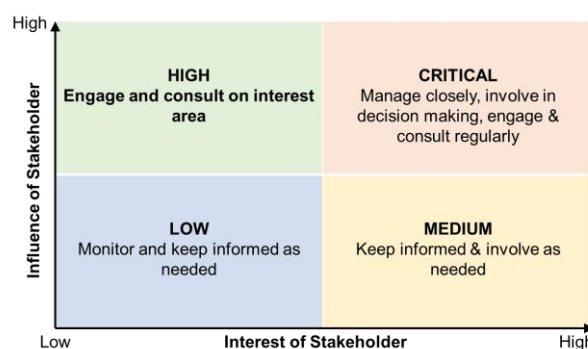 High
HIGH
Engage and consult on interest
area
CRITICAL
Manage closely, involve in
decision making, engage &
consult regularly
Influence of Stakeholder
LOW
Monitor and keep informed as
needed
MEDIUM
Keep informed & involve as
needed
Low
Interest of Stakeholder
High